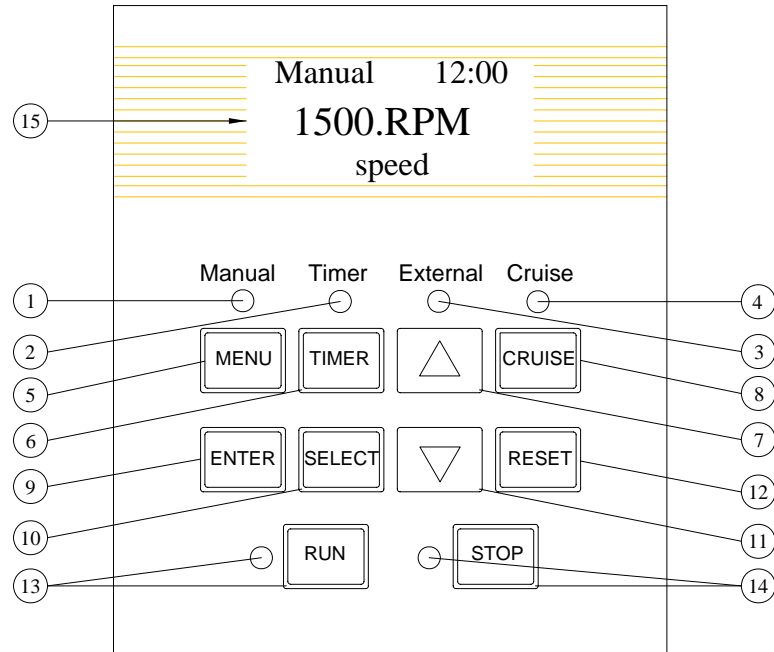 Manual 12:00
15
1500.RPM
speed
Manual Timer External Cruise
1 4
2 3
MENU TIMER CRUISE
5 8
6 7
ENTER SELECT RESET
9 12
10 11
RUN STOP
13 14